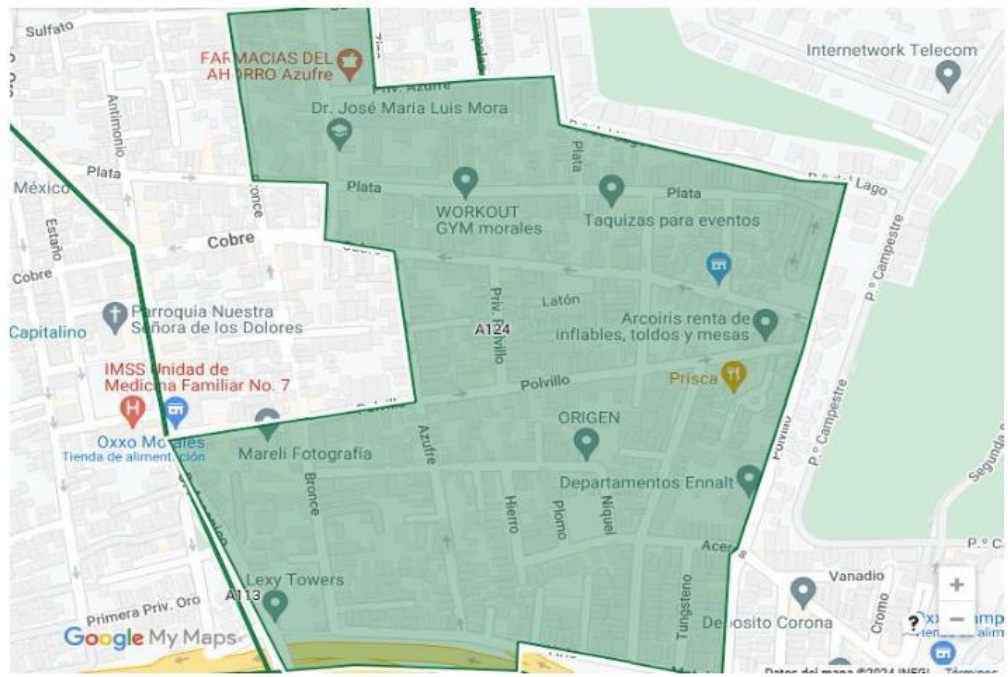 Sulfato
Internetwork Telecom
FARMACIAS DEL
AHORRO Azufre
Priv. Azufre
Antimonio
Dr. José Maria Luis Mora
Plata
Plata
México
Plata
WORKOUT
GYM morales
Plata
Taquizas para eventos
Estaño
Cobre
P.º Campestre
Cobre
Latón
Parroquia Nuestra
Señora de los Dolores
Capitalino
Priv. Polvillo
A124
Arcoiris renta de
inflables, toldos y mesas
IMSS Unidad de
Medicina Familiar No. 7
Prisca
Polvillo
P.º Campestre
ORIGEN
Oxxo Morales
Tienda de alimentación
Mareli Fotografía
Azufre
Polvillo
Bronce
Departamentos Ennalt
Hierro
Plomo
Níquel
Lexy Towers
A113
Vanadio
Tungsteno
Cromo
Primera Priv. Oro
Deposito Corona
+
−
?
Google My Maps
Datos del mapa ©2024 INEGI
Términos